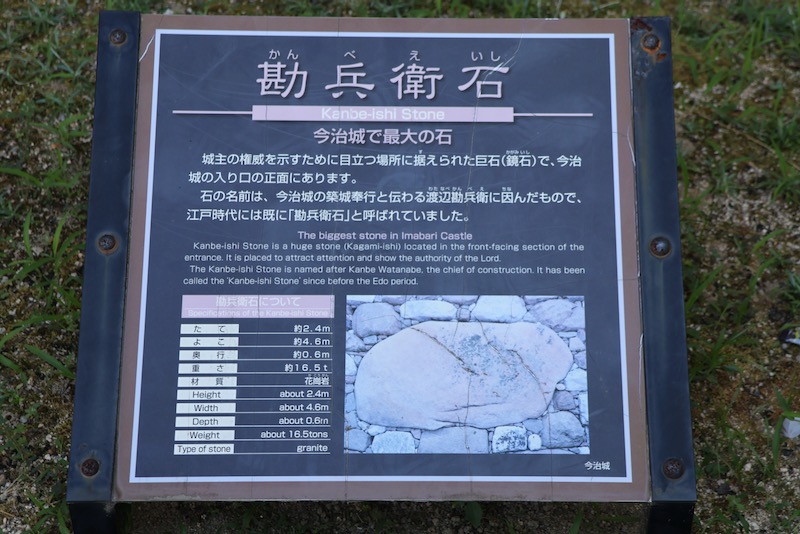 かん べ え いし
勘兵衛石
Kanbe-ishi Stone
今治城で最大の石
城主の権威を示すために目立つ場所に据えられた巨石(鏡石)で、今治
城の入り口の正面にあります。
石の名前は、今治城の築城奉行と伝わる渡辺勘兵衛に因んだもので、
江戸時代には既に「勘兵衛石」と呼ばれていました。
The biggest stone in Imabari Castle
Kanbe-ishi Stone is a huge stone (Kagami-ishi) located in the front-facing section of the
entrance. It is placed to attract attention and show the authority of the Lord.
The Kanbe-ishi Stone is named after Kanbe Watanabe, the chief of construction. It has been
called the 'Kanbe-ishi Stone' since before the Edo period.
勘兵衛石について
Specifications of the Kanbe-ishi Stone
たて 約2.4m
よこ 約4.6m
奥行 約0.6m
重さ 約16.5t
材質 花崗岩
Height about 2.4m
Width about 4.6m
Depth about 0.6m
Weight about 16.5tons
Type of stone granite
今治城